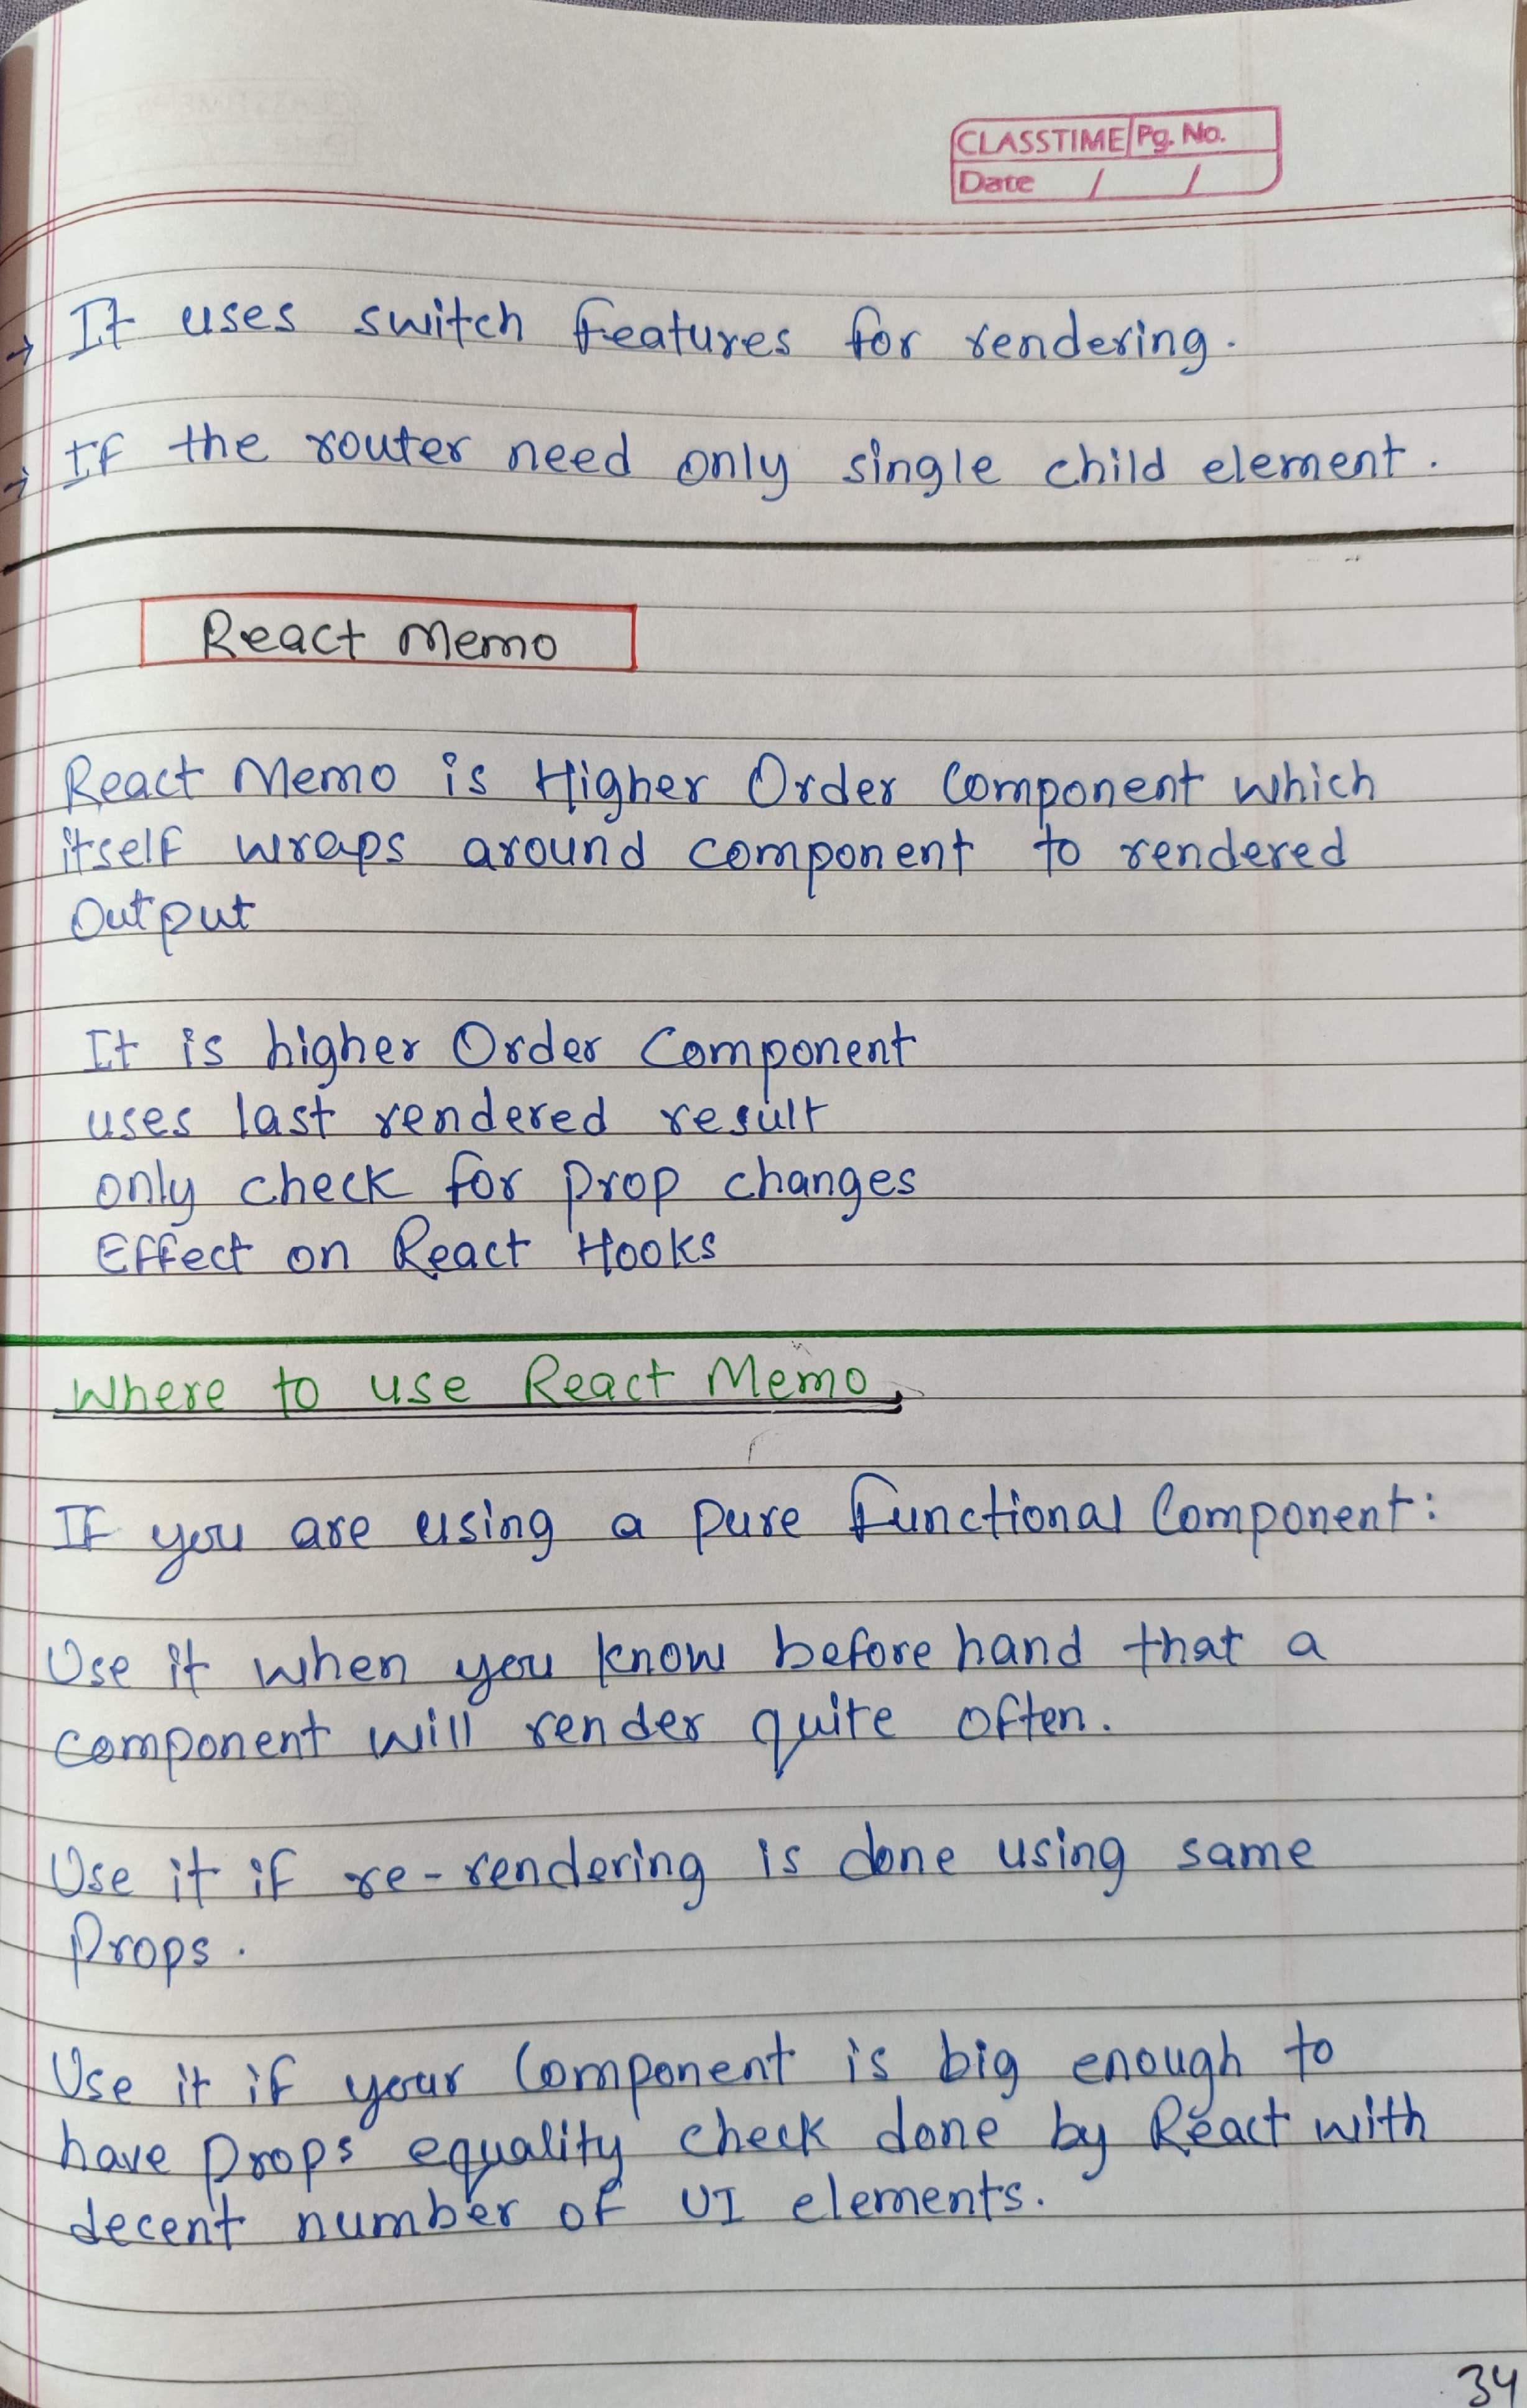 CLASSTIME Pg. No.
Date / /
→ It uses switch features for rendering.
→ If the router need only single child element.
React Memo
React Memo is Higher Order Component which
itself wraps around component to rendered
Output
It is higher Order Component
uses last rendered result
only check for prop changes
Effect on React Hooks
Where to use React Memo
If you are using a pure functional Component:
Use it when you know before hand that a
component will render quite often.
Use it if re-rendering is done using same
Props.
Use it if your Component is big enough to
have props equality check done by React with
decent number of UI elements.
34